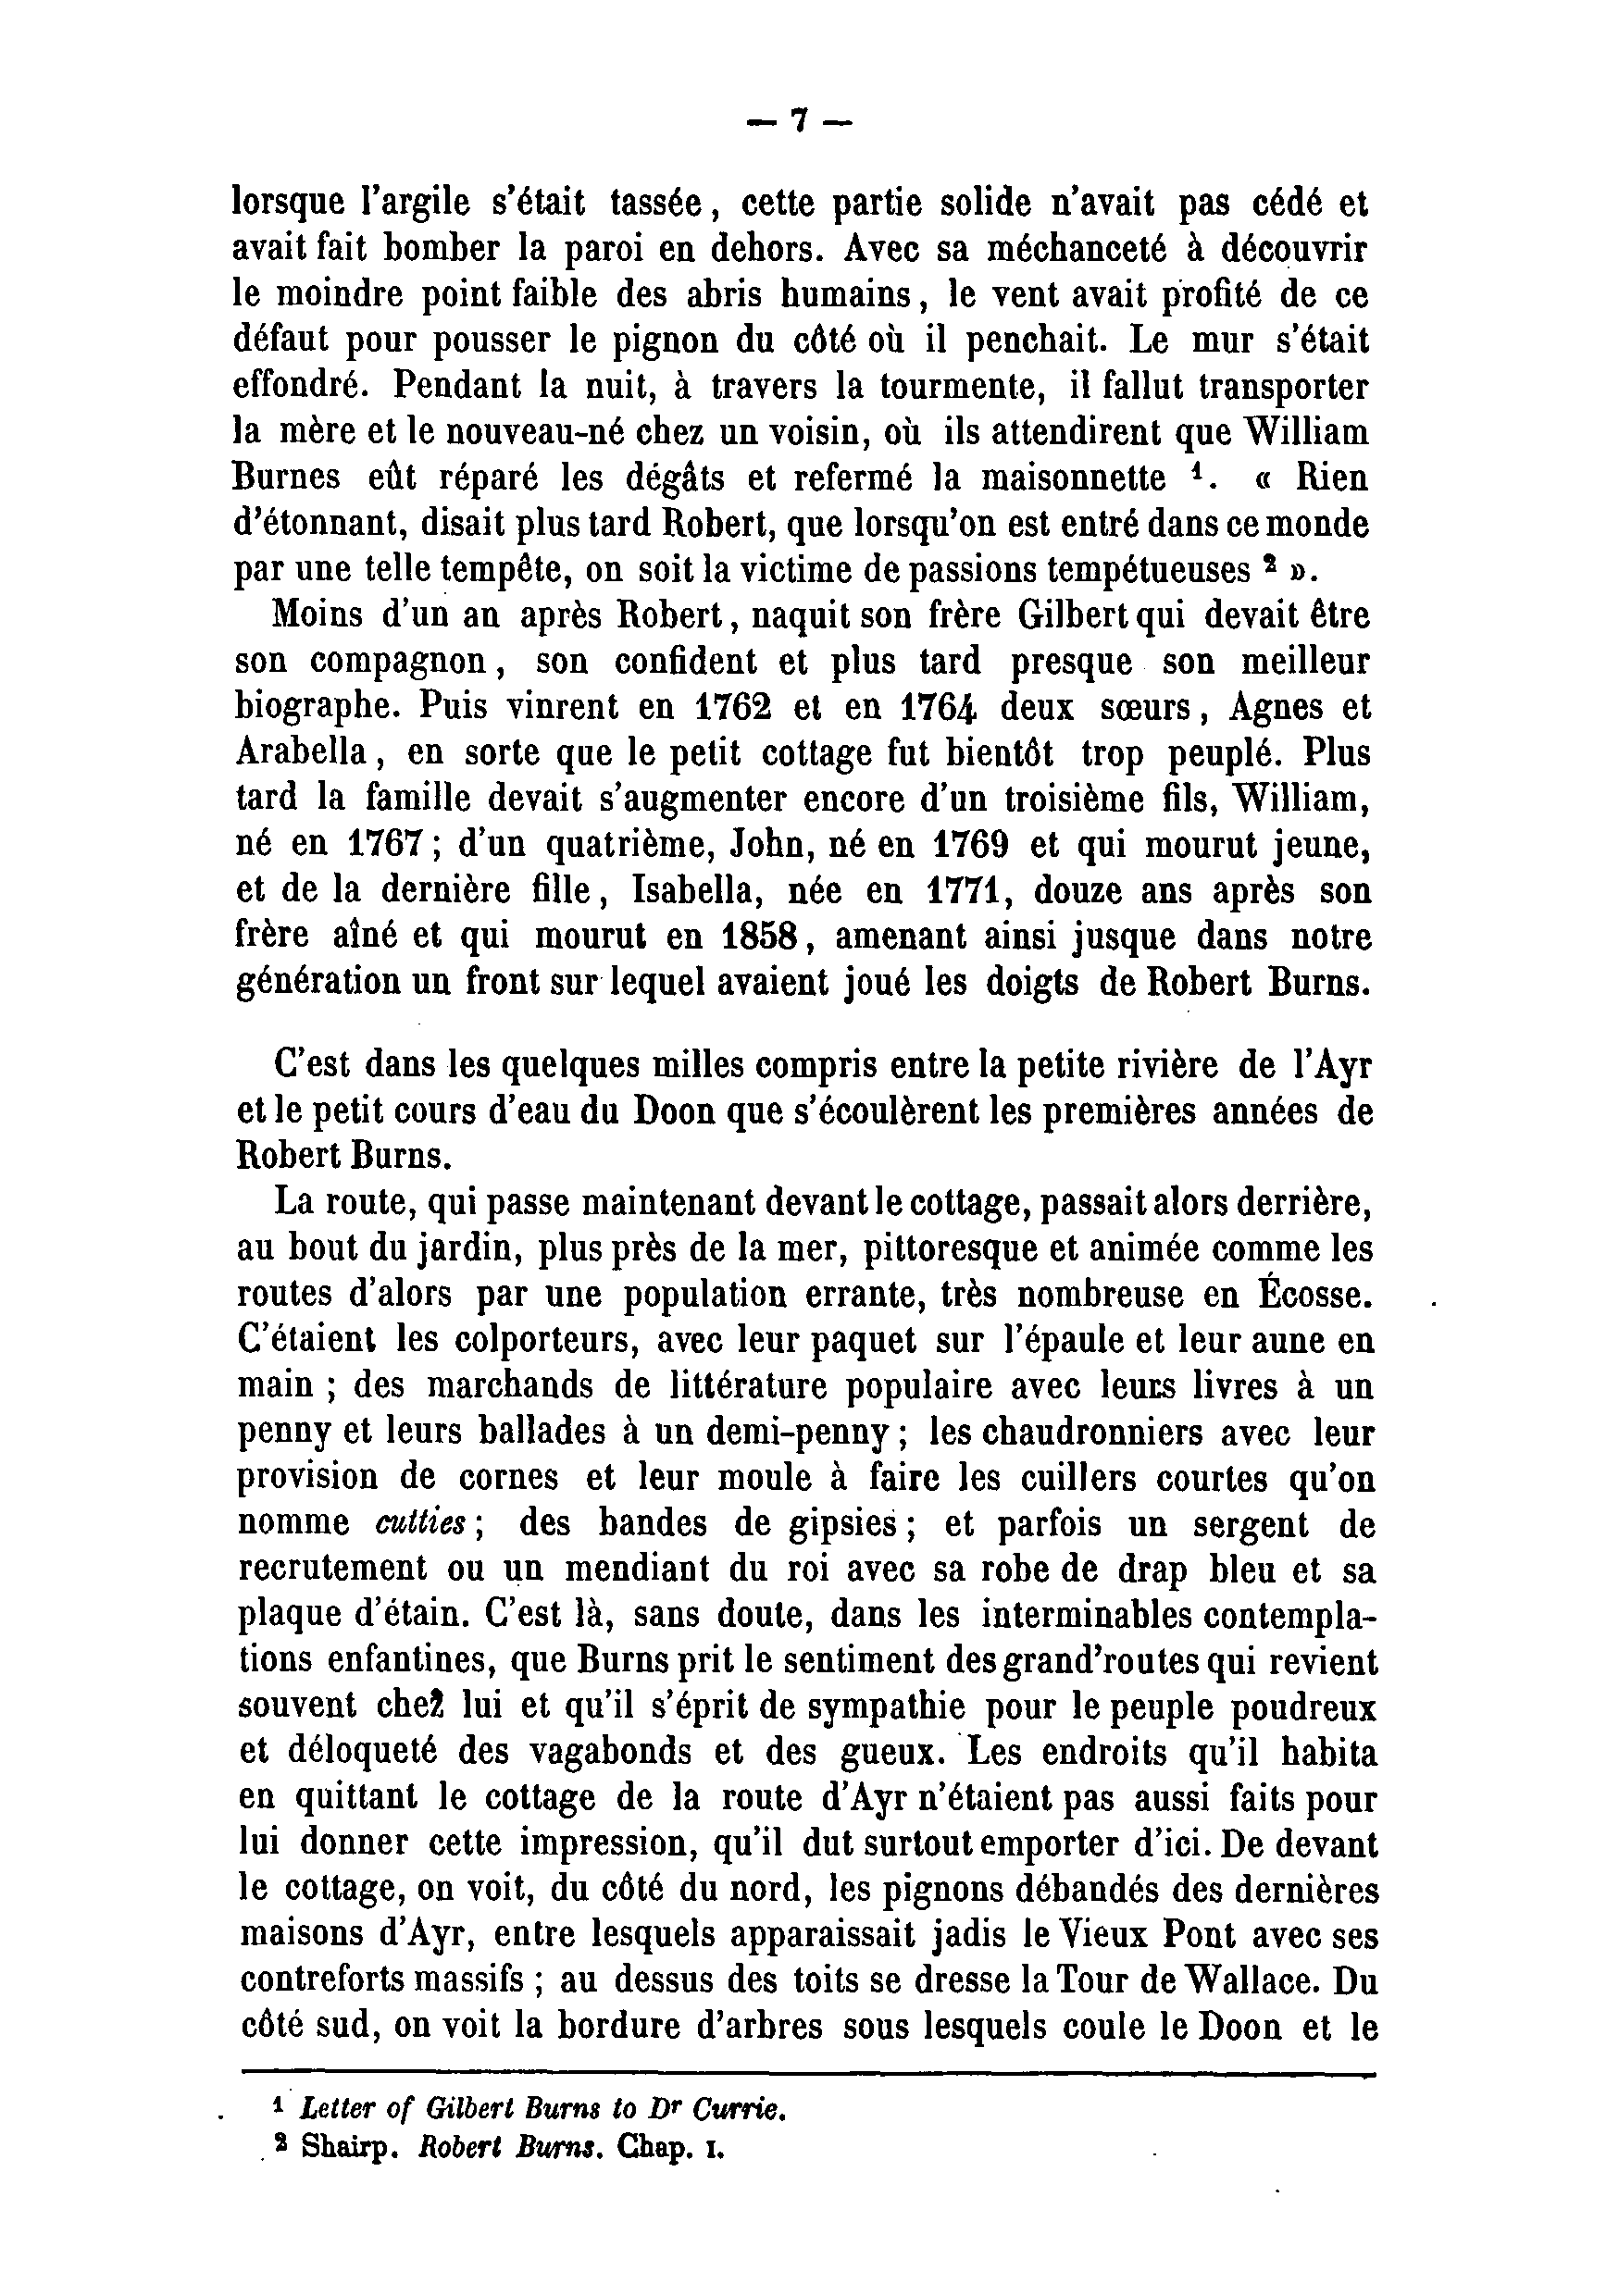 — 7 —
lorsque l'argile s'était tassée, cette partie solide n'avait pas cédé et
avait fait bomber la paroi en dehors. Avec sa méchanceté à découvrir
le moindre point faible des abris humains, le vent avait profité de ce
défaut pour pousser le pignon du côté où il penchait. Le mur s'était
effondré. Pendant la nuit, à travers la tourmente, il fallut transporter
la mère et le nouveau-né chez un voisin, où ils attendirent que William
Burnes eût réparé les dégâts et refermé la maisonnette ¹. « Rien
d'étonnant, disait plus tard Robert, que lorsqu'on est entré dans ce monde
par une telle tempête, on soit la victime de passions tempétueuses ² ».
Moins d'un an après Robert, naquit son frère Gilbert qui devait être
son compagnon, son confident et plus tard presque son meilleur
biographe. Puis vinrent en 1762 et en 1764 deux sœurs, Agnes et
Arabella, en sorte que le petit cottage fut bientôt trop peuplé. Plus
tard la famille devait s'augmenter encore d'un troisième fils, William,
né en 1767 ; d'un quatrième, John, né en 1769 et qui mourut jeune,
et de la dernière fille, Isabella, née en 1771, douze ans après son
frère aîné et qui mourut en 1858, amenant ainsi jusque dans notre
génération un front sur lequel avaient joué les doigts de Robert Burns.
C'est dans les quelques milles compris entre la petite rivière de l'Ayr
et le petit cours d'eau du Doon que s'écoulèrent les premières années de
Robert Burns.
La route, qui passe maintenant devant le cottage, passait alors derrière,
au bout du jardin, plus près de la mer, pittoresque et animée comme les
routes d'alors par une population errante, très nombreuse en Écosse.
C'étaient les colporteurs, avec leur paquet sur l'épaule et leur aune en
main ; des marchands de littérature populaire avec leurs livres à un
penny et leurs ballades à un demi-penny ; les chaudronniers avec leur
provision de cornes et leur moule à faire les cuillers courtes qu'on
nomme cutties ; des bandes de gipsies ; et parfois un sergent de
recrutement ou un mendiant du roi avec sa robe de drap bleu et sa
plaque d'étain. C'est là, sans doute, dans les interminables contempla-
tions enfantines, que Burns prit le sentiment des grand'routes qui revient
souvent chez lui et qu'il s'éprit de sympathie pour le peuple poudreux
et déloqueté des vagabonds et des gueux. Les endroits qu'il habita
en quittant le cottage de la route d'Ayr n'étaient pas aussi faits pour
lui donner cette impression, qu'il dut surtout emporter d'ici. De devant
le cottage, on voit, du côté du nord, les pignons débandés des dernières
maisons d'Ayr, entre lesquels apparaissait jadis le Vieux Pont avec ses
contreforts massifs ; au dessus des toits se dresse la Tour de Wallace. Du
côté sud, on voit la bordure d'arbres sous lesquels coule le Doon et le
¹ Letter of Gilbert Burns to Dʳ Currie.
² Shairp. Robert Burns. Chap. I.